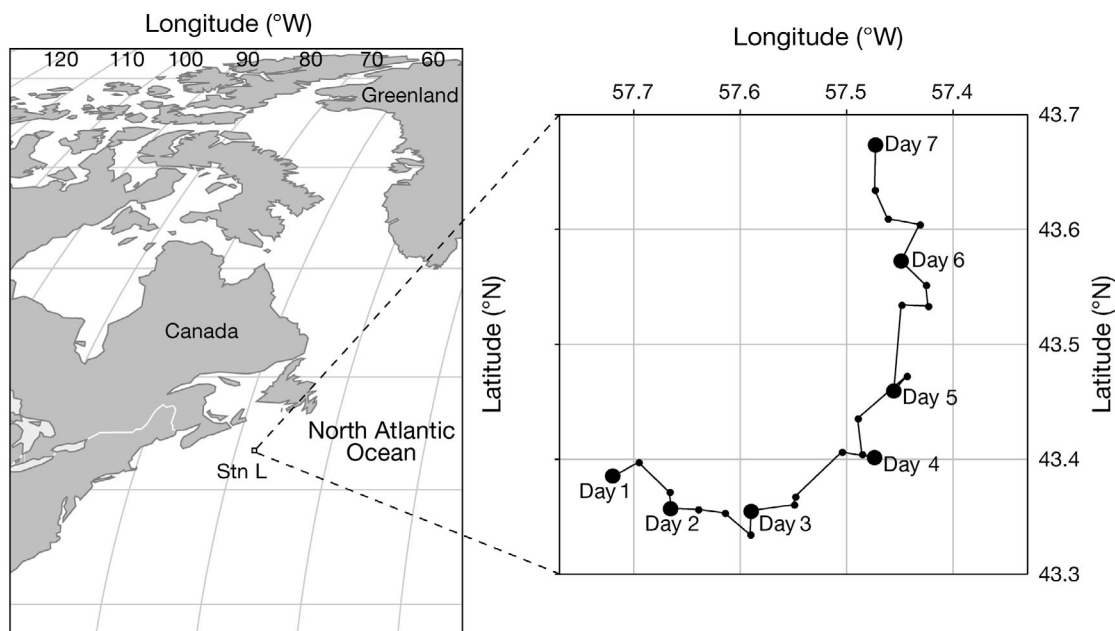 Longitude (°W)
120 110 100 90 80 70 60
Greenland
Canada
North Atlantic
Ocean
Stn L
Longitude (°W)
57.7 57.6 57.5 57.4
Latitude (°N)
43.7
43.6
43.5
43.4
43.3
Latitude (°N)
Day 7
Day 6
Day 5
Day 4
Day 1
Day 2
Day 3